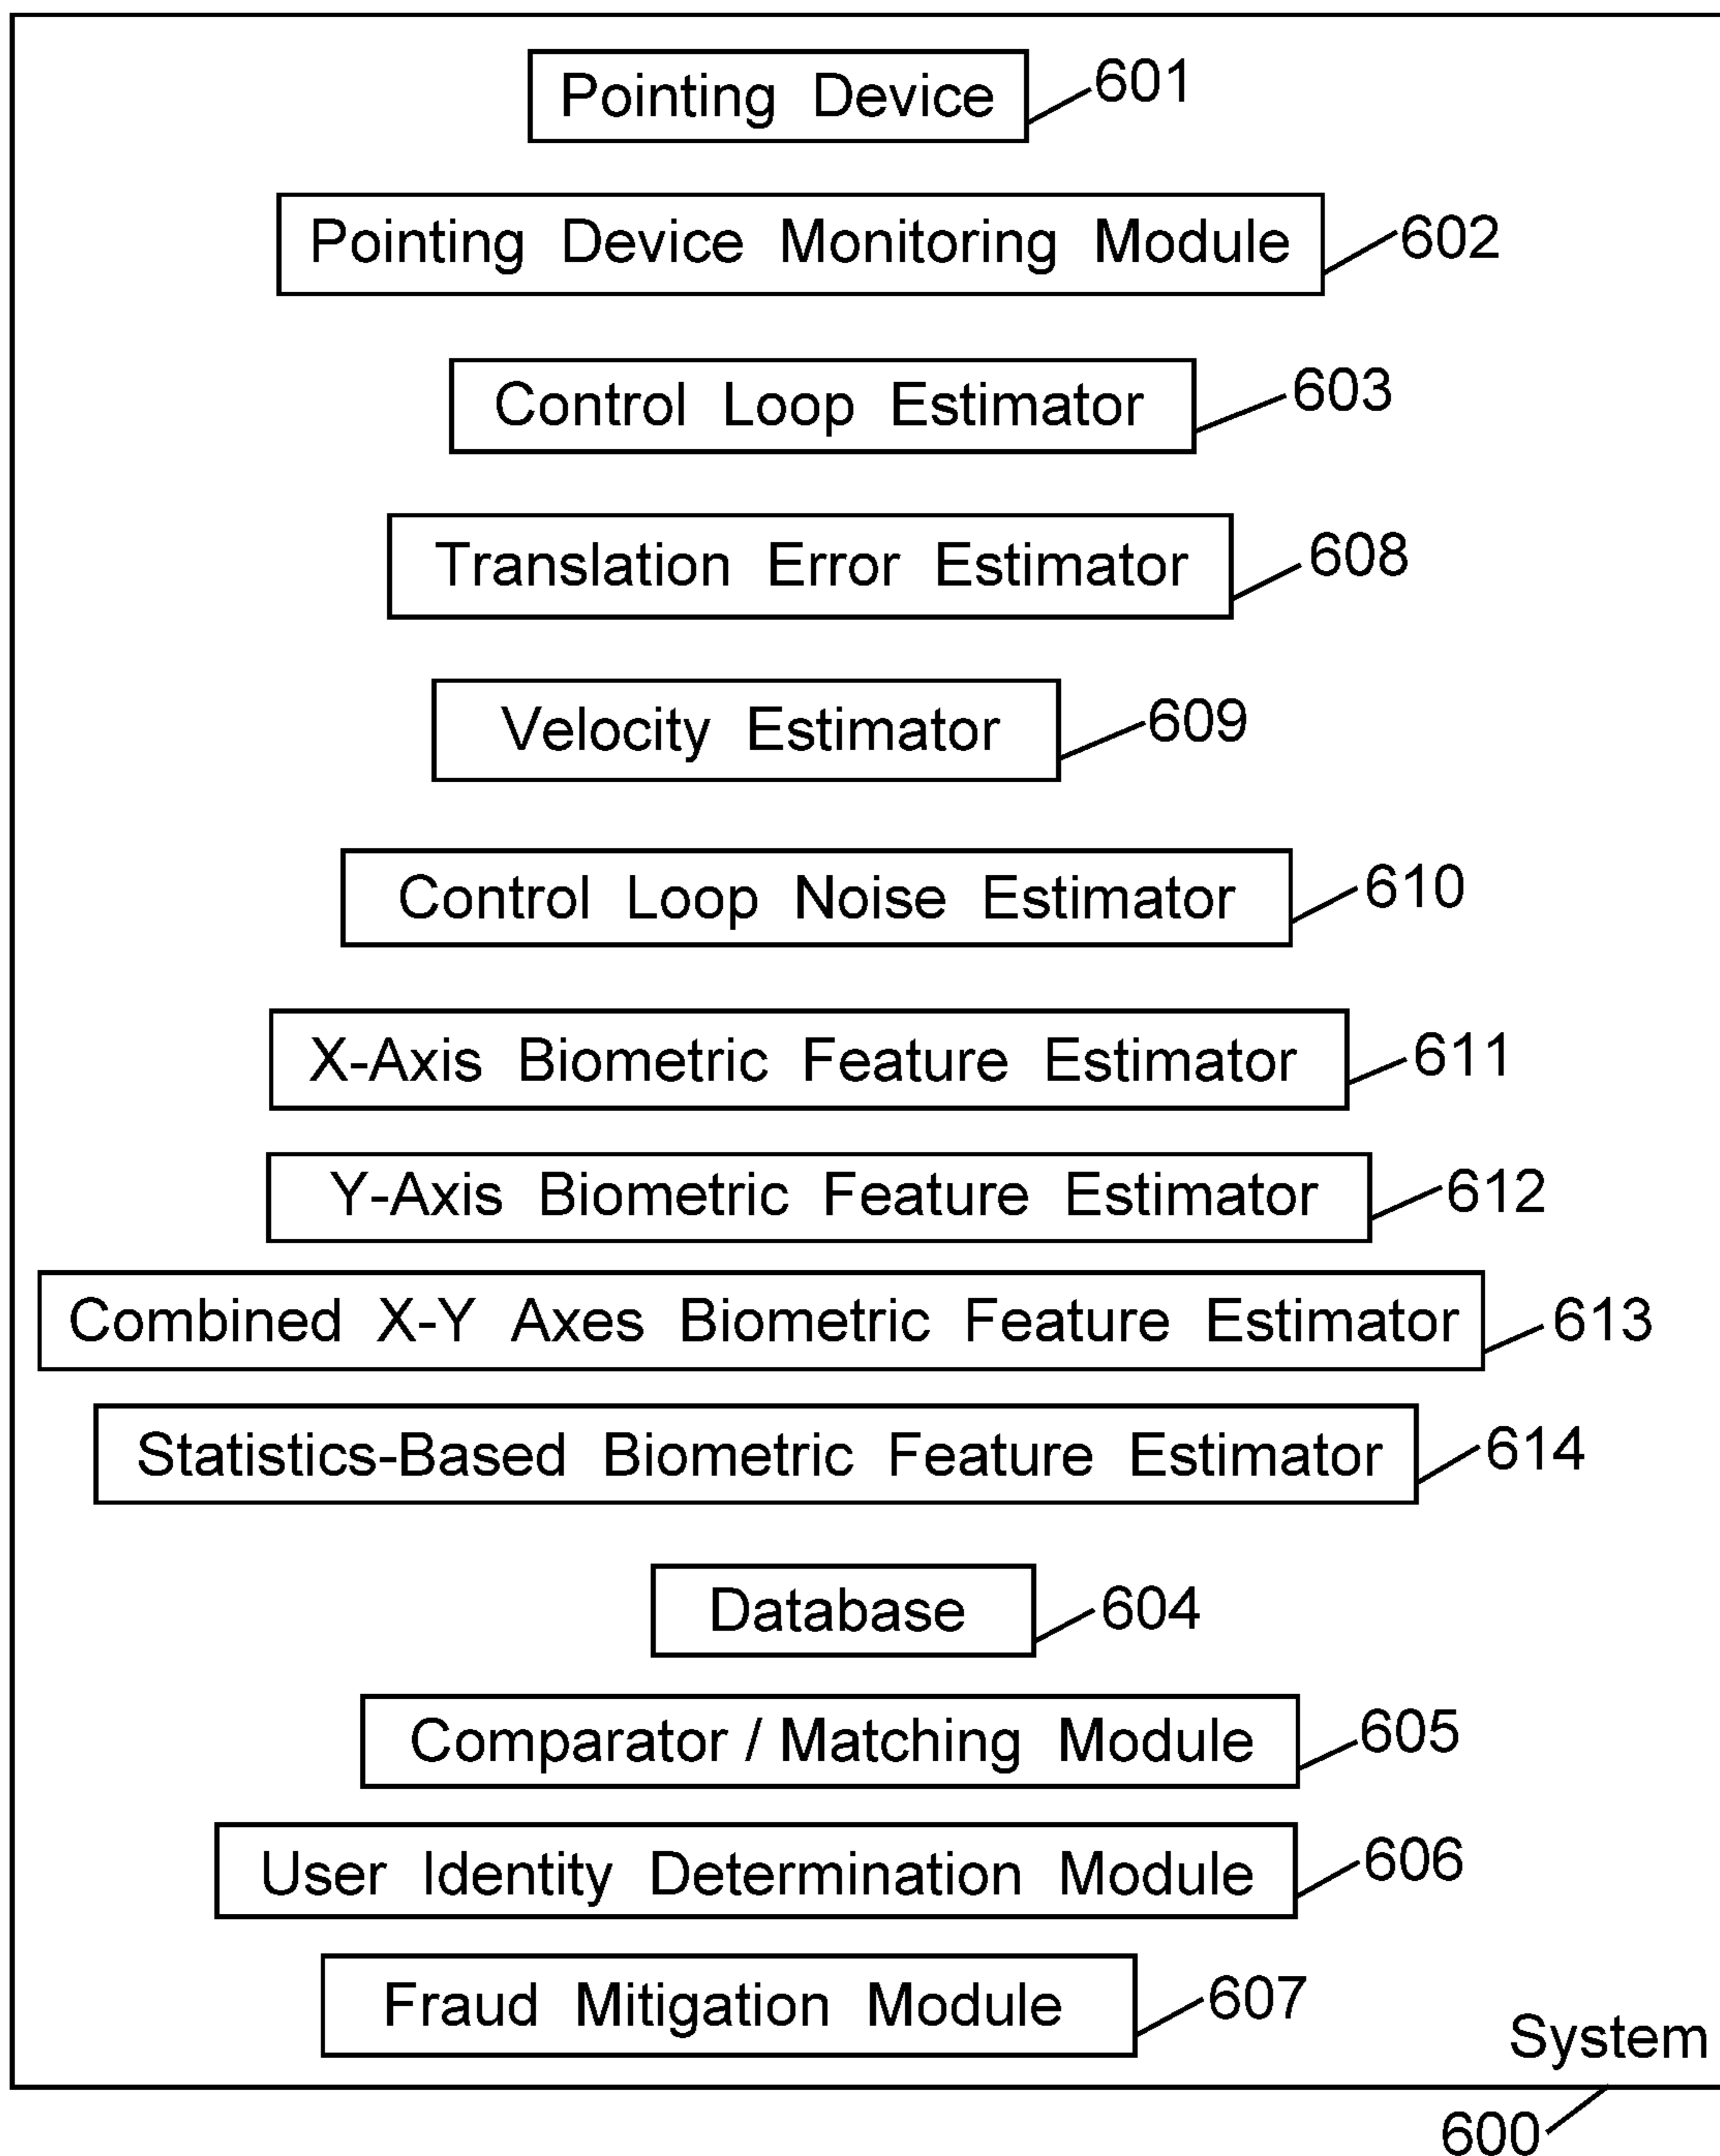 Pointing Device 601
Pointing Device Monitoring Module 602
Control Loop Estimator 603
Translation Error Estimator 608
Velocity Estimator 609
Control Loop Noise Estimator 610
X-Axis Biometric Feature Estimator 611
Y-Axis Biometric Feature Estimator 612
Combined X-Y Axes Biometric Feature Estimator 613
Statistics-Based Biometric Feature Estimator 614
Database 604
Comparator / Matching Module 605
User Identity Determination Module 606
Fraud Mitigation Module 607
System
600